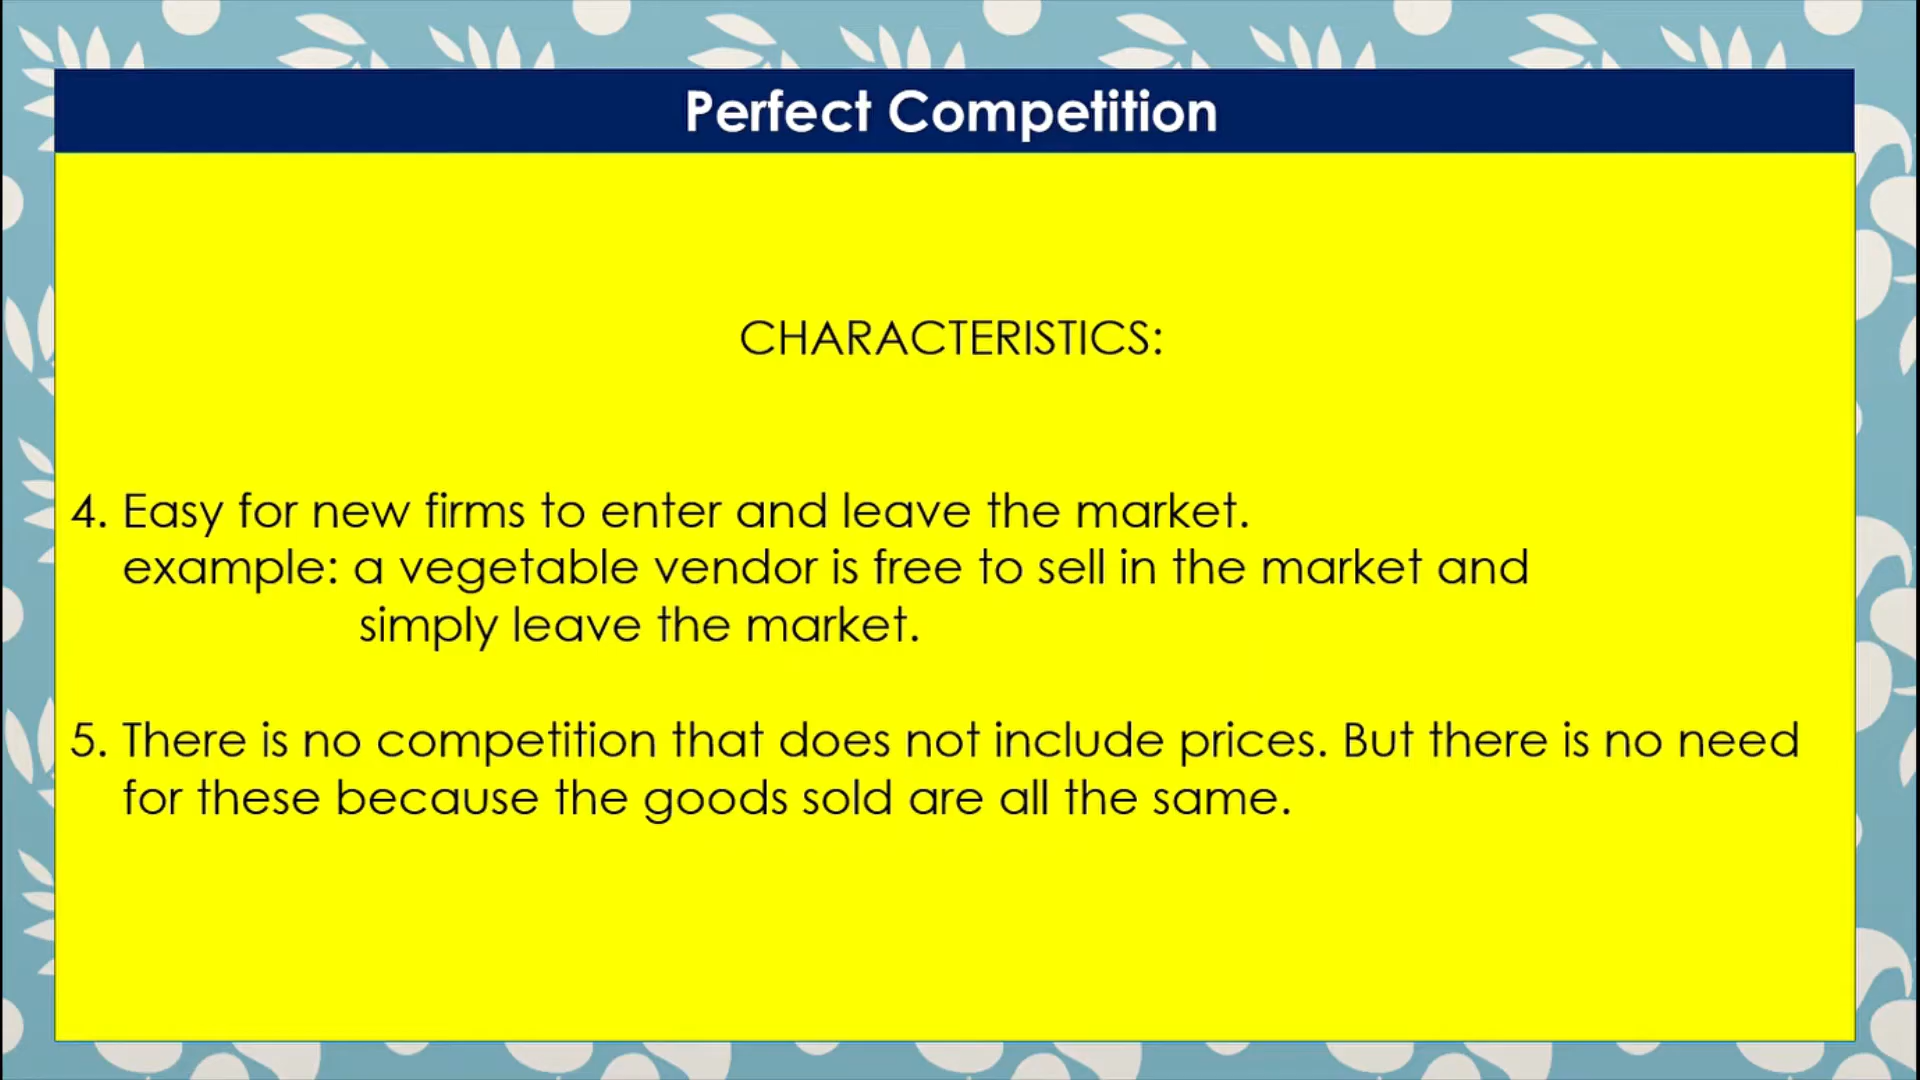 Perfect Competition
CHARACTERISTICS:
4. Easy for new firms to enter and leave the market.
example: a vegetable vendor is free to sell in the market and
simply leave the market.
5. There is no competition that does not include prices. But there is no need
for these because the goods sold are all the same.